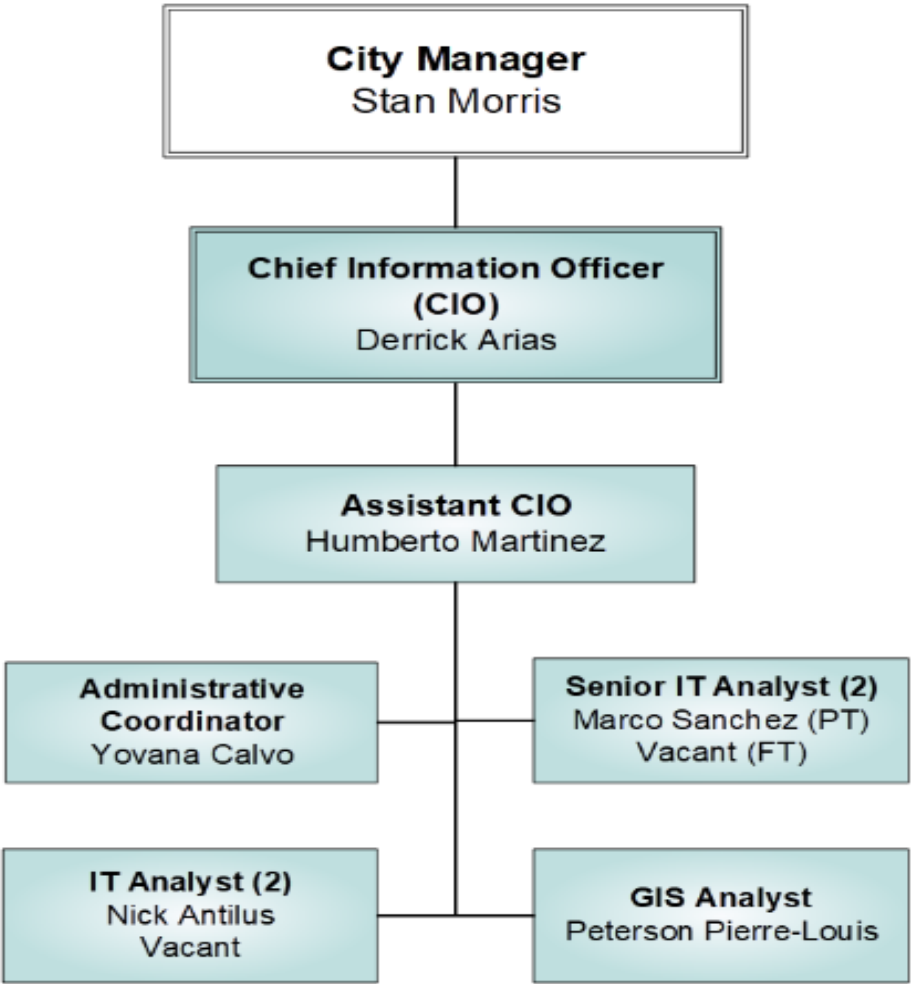 City Manager
Stan Morris
Chief Information Officer
(CIO)
Derrick Arias
Assistant CIO
Humberto Martinez
Administrative
Coordinator
Yovana Calvo
Senior IT Analyst (2)
Marco Sanchez (PT)
Vacant (FT)
IT Analyst (2)
Nick Antilus
Vacant
GIS Analyst
Peterson Pierre-Louis